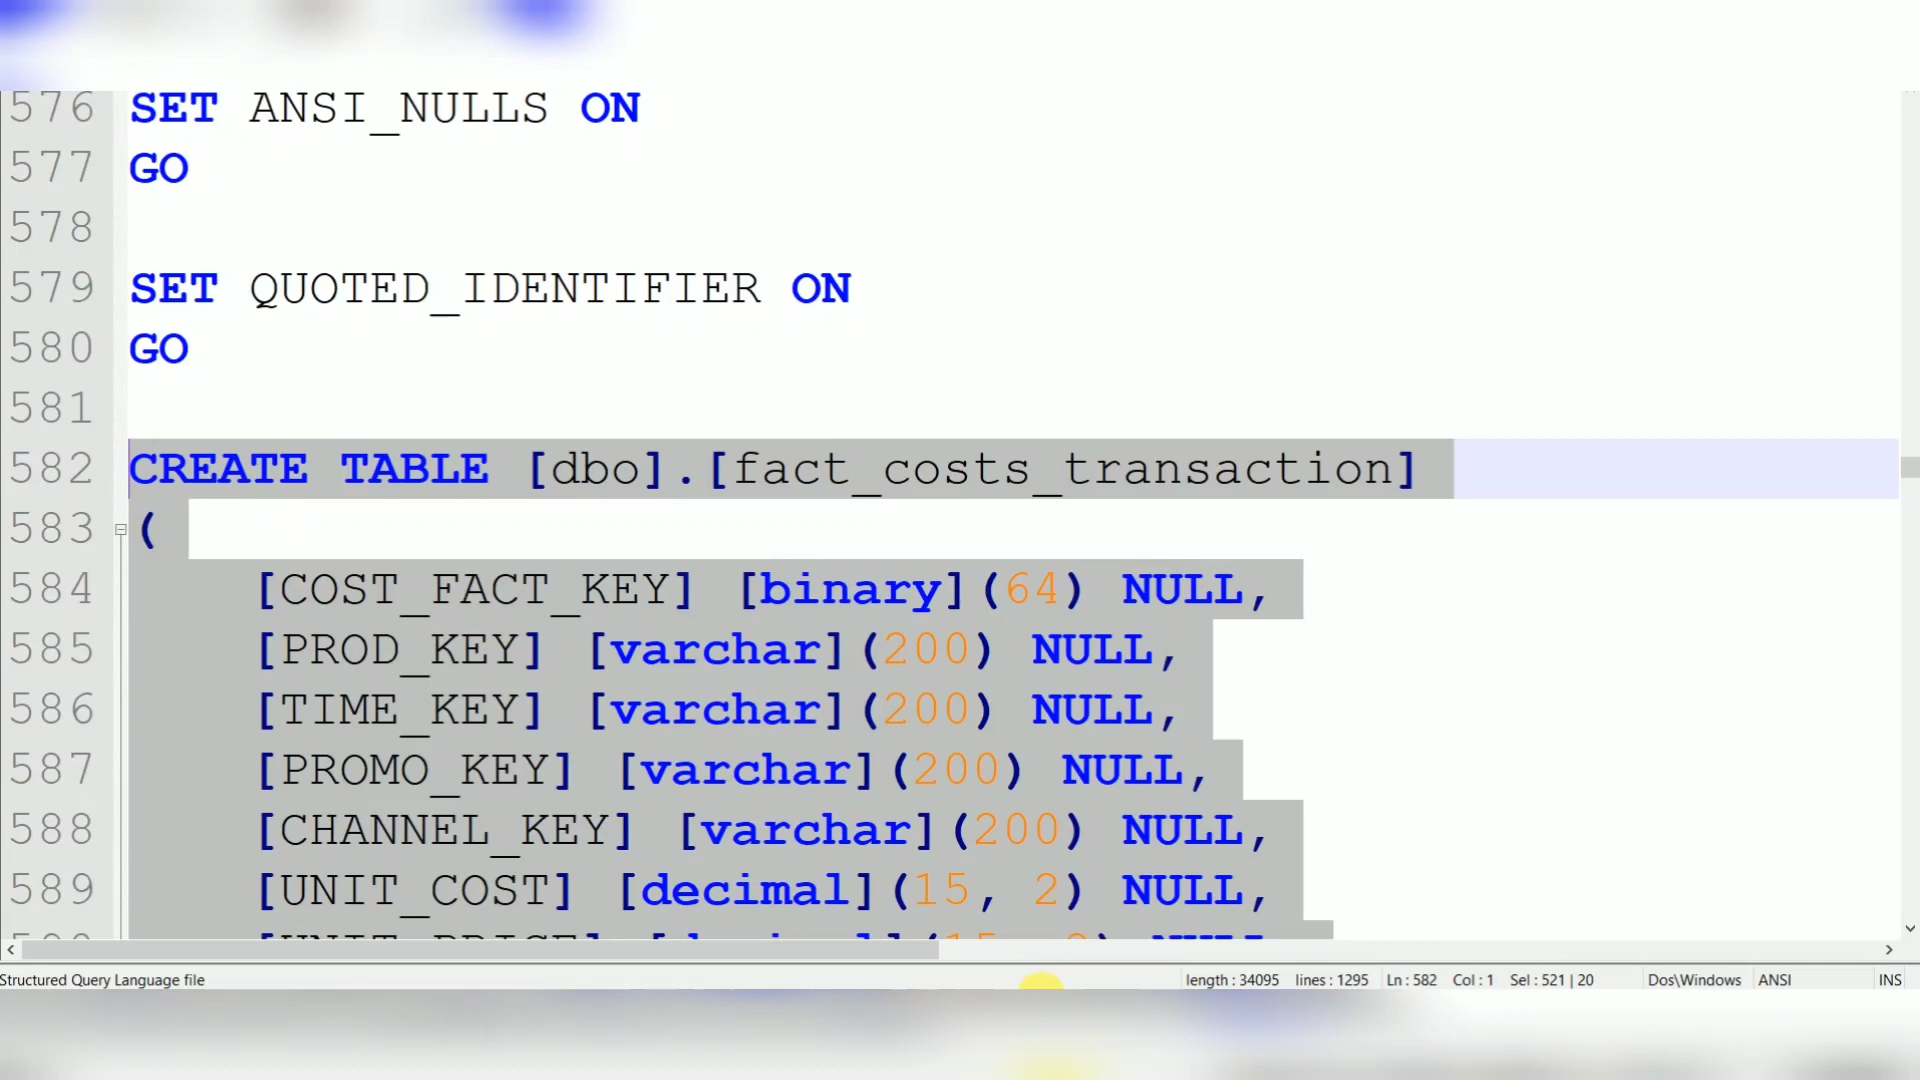 576 SET ANSI_NULLS ON
577 GO
578
579 SET QUOTED_IDENTIFIER ON
580 GO
581
582 CREATE TABLE [dbo].[fact_costs_transaction]
583 (
584 [COST_FACT_KEY] [binary](64) NULL,
585 [PROD_KEY] [varchar](200) NULL,
586 [TIME_KEY] [varchar](200) NULL,
587 [PROMO_KEY] [varchar](200) NULL,
588 [CHANNEL_KEY] [varchar](200) NULL,
589 [UNIT_COST] [decimal](15, 2) NULL,
Structured Query Language file length : 34095 lines : 1295 Ln : 582 Col : 1 Sel : 521 | 20 Dos\Windows ANSI INS